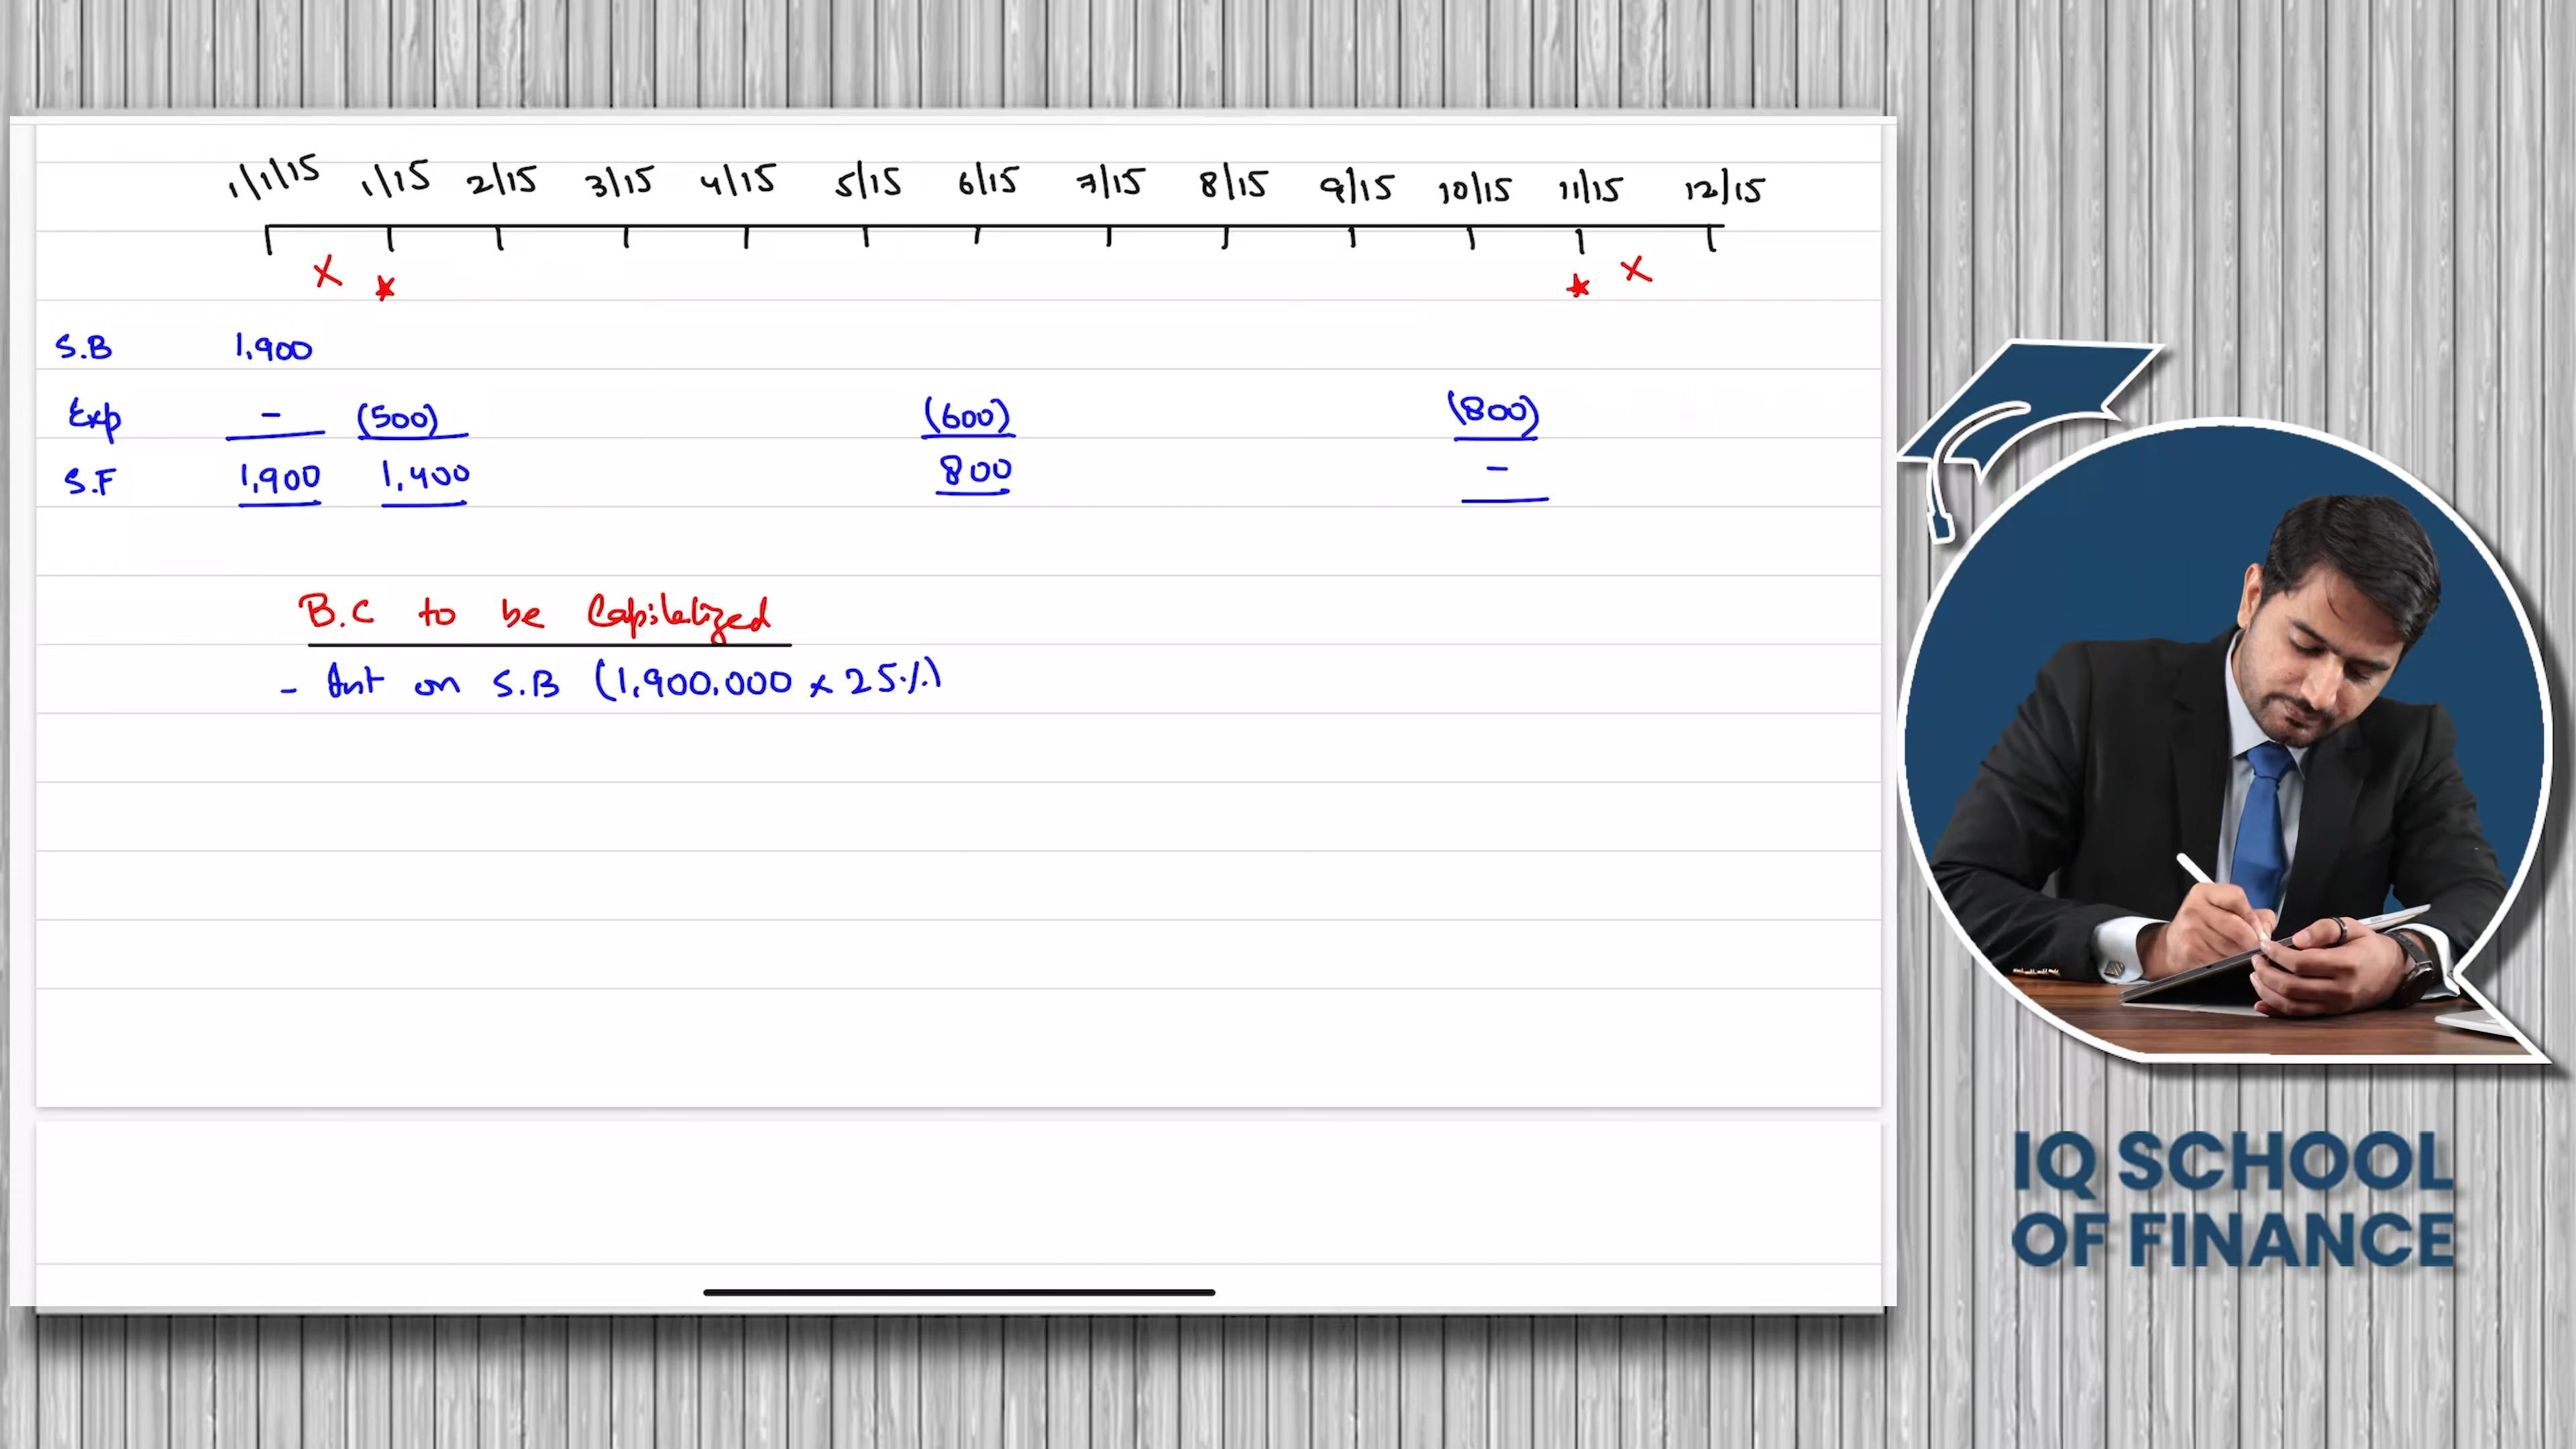 1/1/15 1/15 2/15 3/15 4/15 5/15 6/15 7/15 8/15 9/15 10/15 11/15 12/15
S.B 1,900
Exp - (500) (600) (800)
S.F 1,900 1,400 800 -
B.C to be Capitalized
- Int on S.B (1,900,000 x 25%)
IQ SCHOOL
OF FINANCE